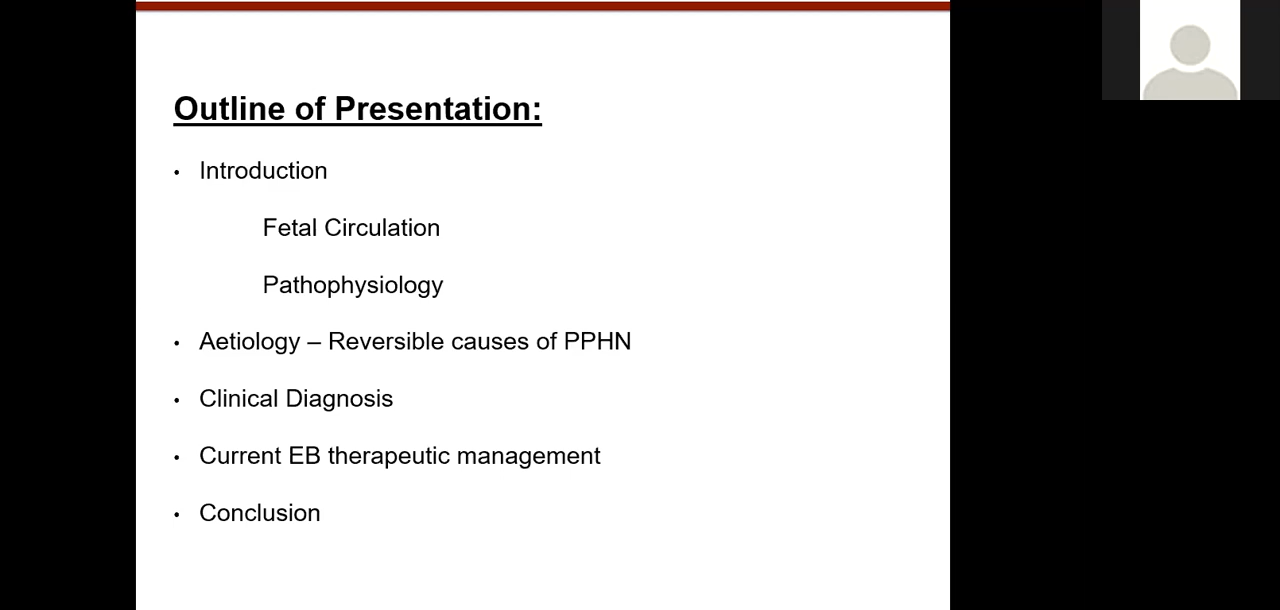 Outline of Presentation:
• Introduction
Fetal Circulation
Pathophysiology
• Aetiology – Reversible causes of PPHN
• Clinical Diagnosis
• Current EB therapeutic management
• Conclusion